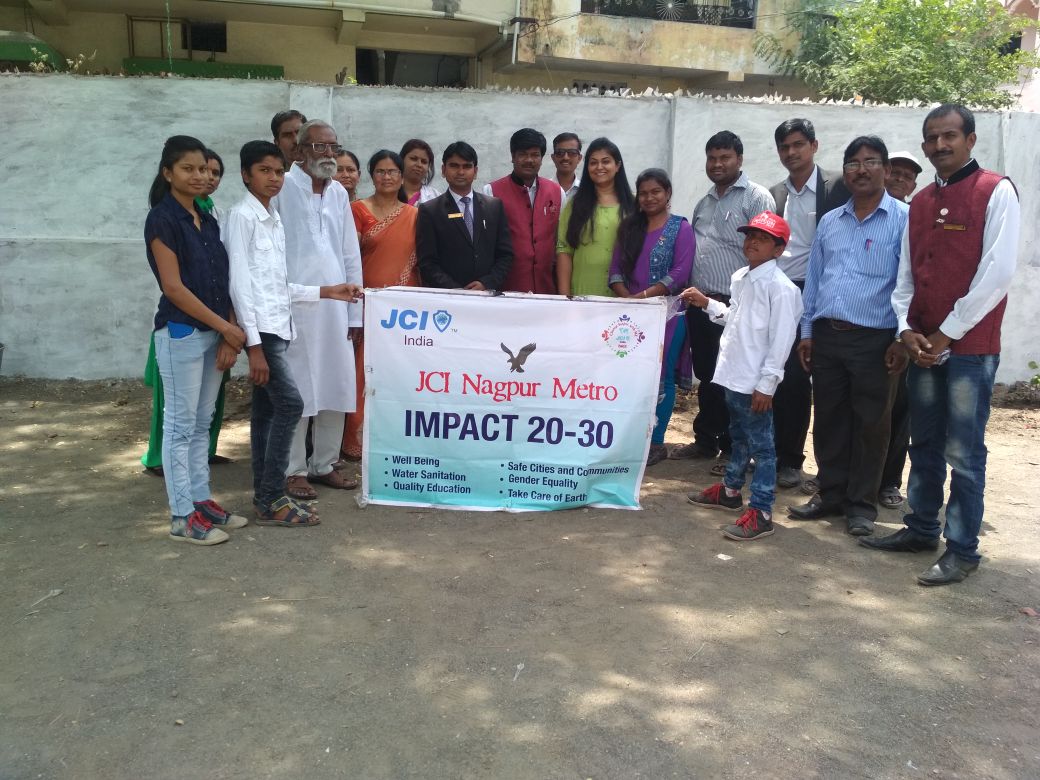 JCI
TM
India
JCI Nagpur Metro
IMPACT 20-30
• Well Being
• Water Sanitation
• Quality Education
• Safe Cities and Communities
• Gender Equality
• Take Care of Earth